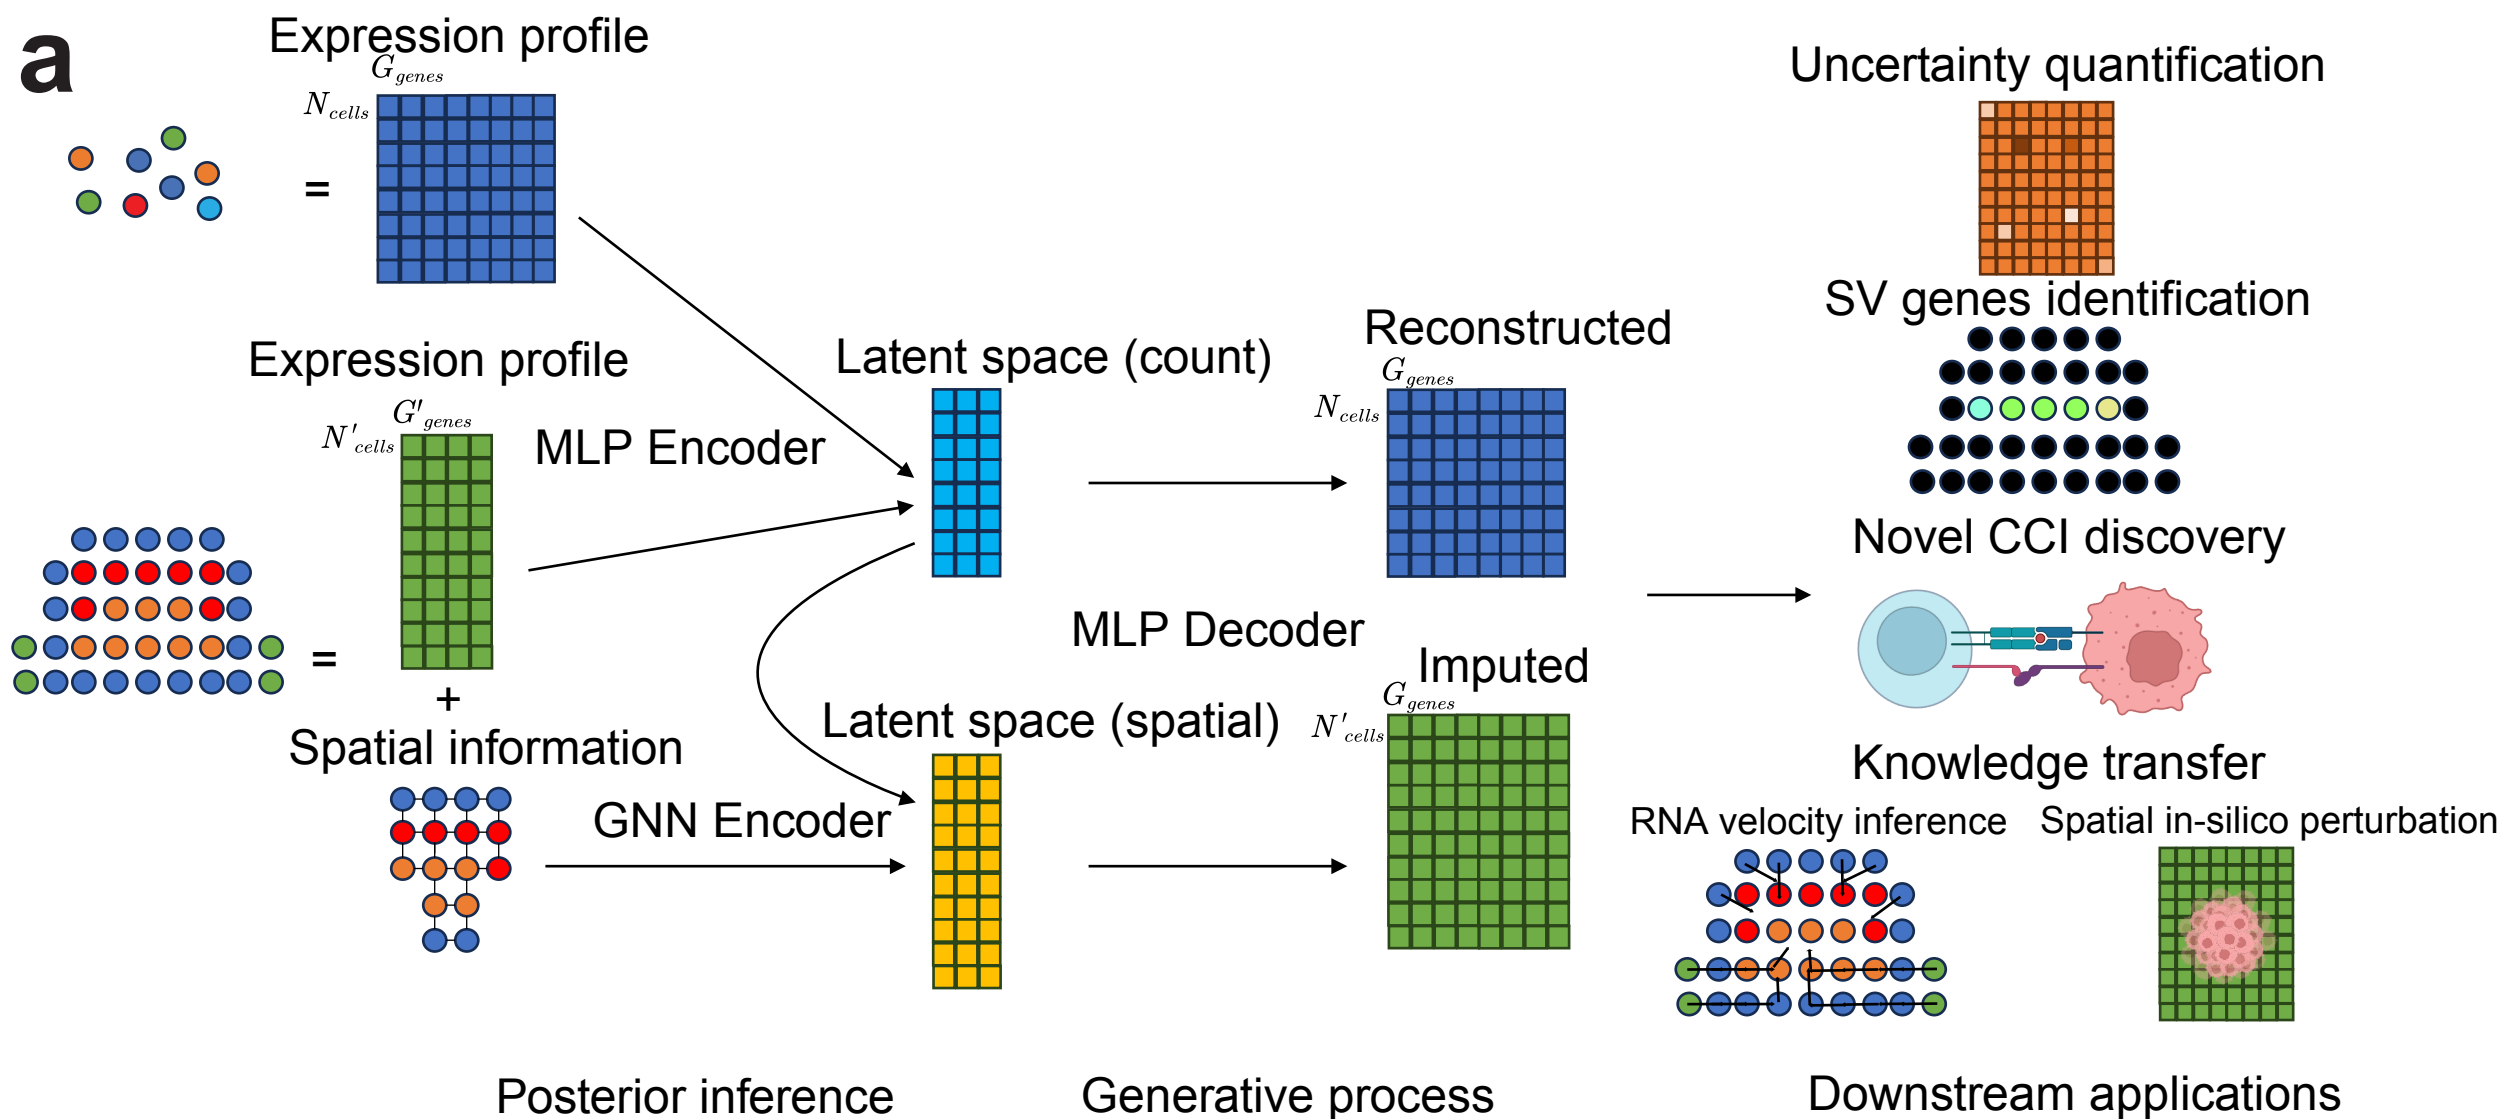 a
Expression profile
G_genes
N_cells
=
Expression profile
G'_genes
N'_cells
MLP Encoder
=
+
Spatial information
GNN Encoder
Posterior inference
Latent space (count)
Latent space (spatial)
MLP Decoder
Reconstructed
G_genes
N_cells
Imputed
G_genes
N'_cells
Generative process
Uncertainty quantification
SV genes identification
Novel CCI discovery
Knowledge transfer
RNA velocity inference
Spatial in-silico perturbation
Downstream applications